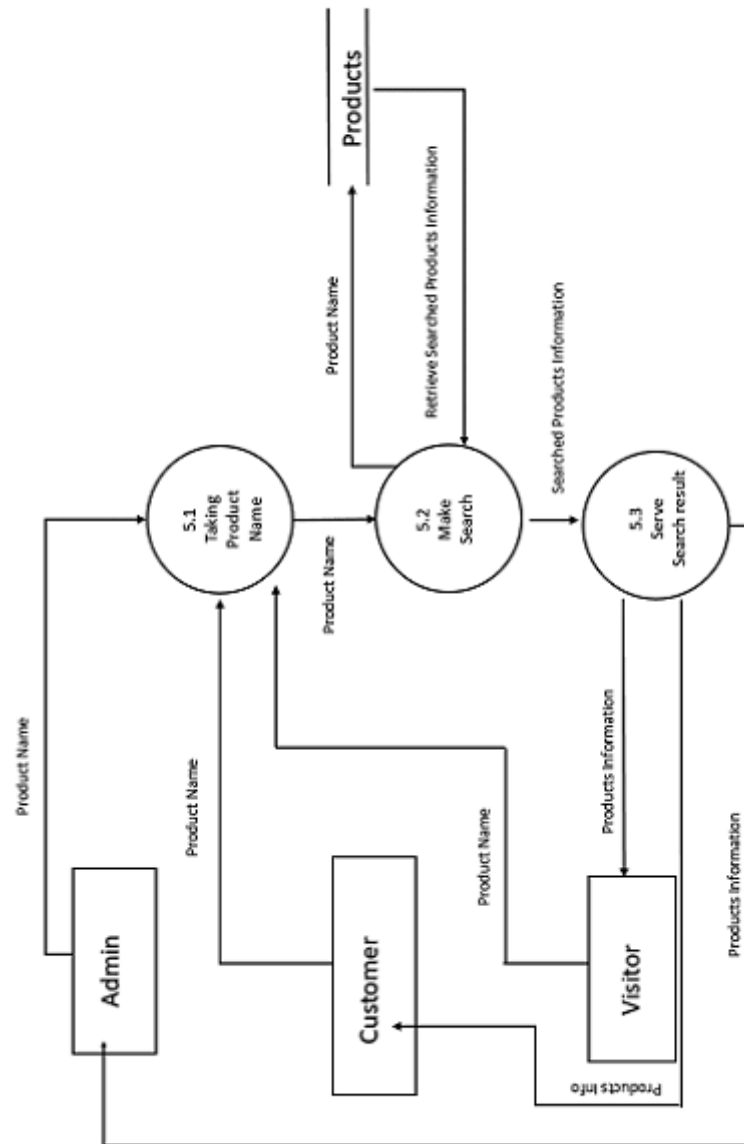 Admin
Customer
Visitor
Product Name
Product Name
Product Name
Products Info
Products Information
Products Information
5.1
Taking
Product
Name
Product Name
5.2
Make
Search
Searched Products Information
5.3
Serve
Search result
Product Name
Retrieve Searched Products Information
Products